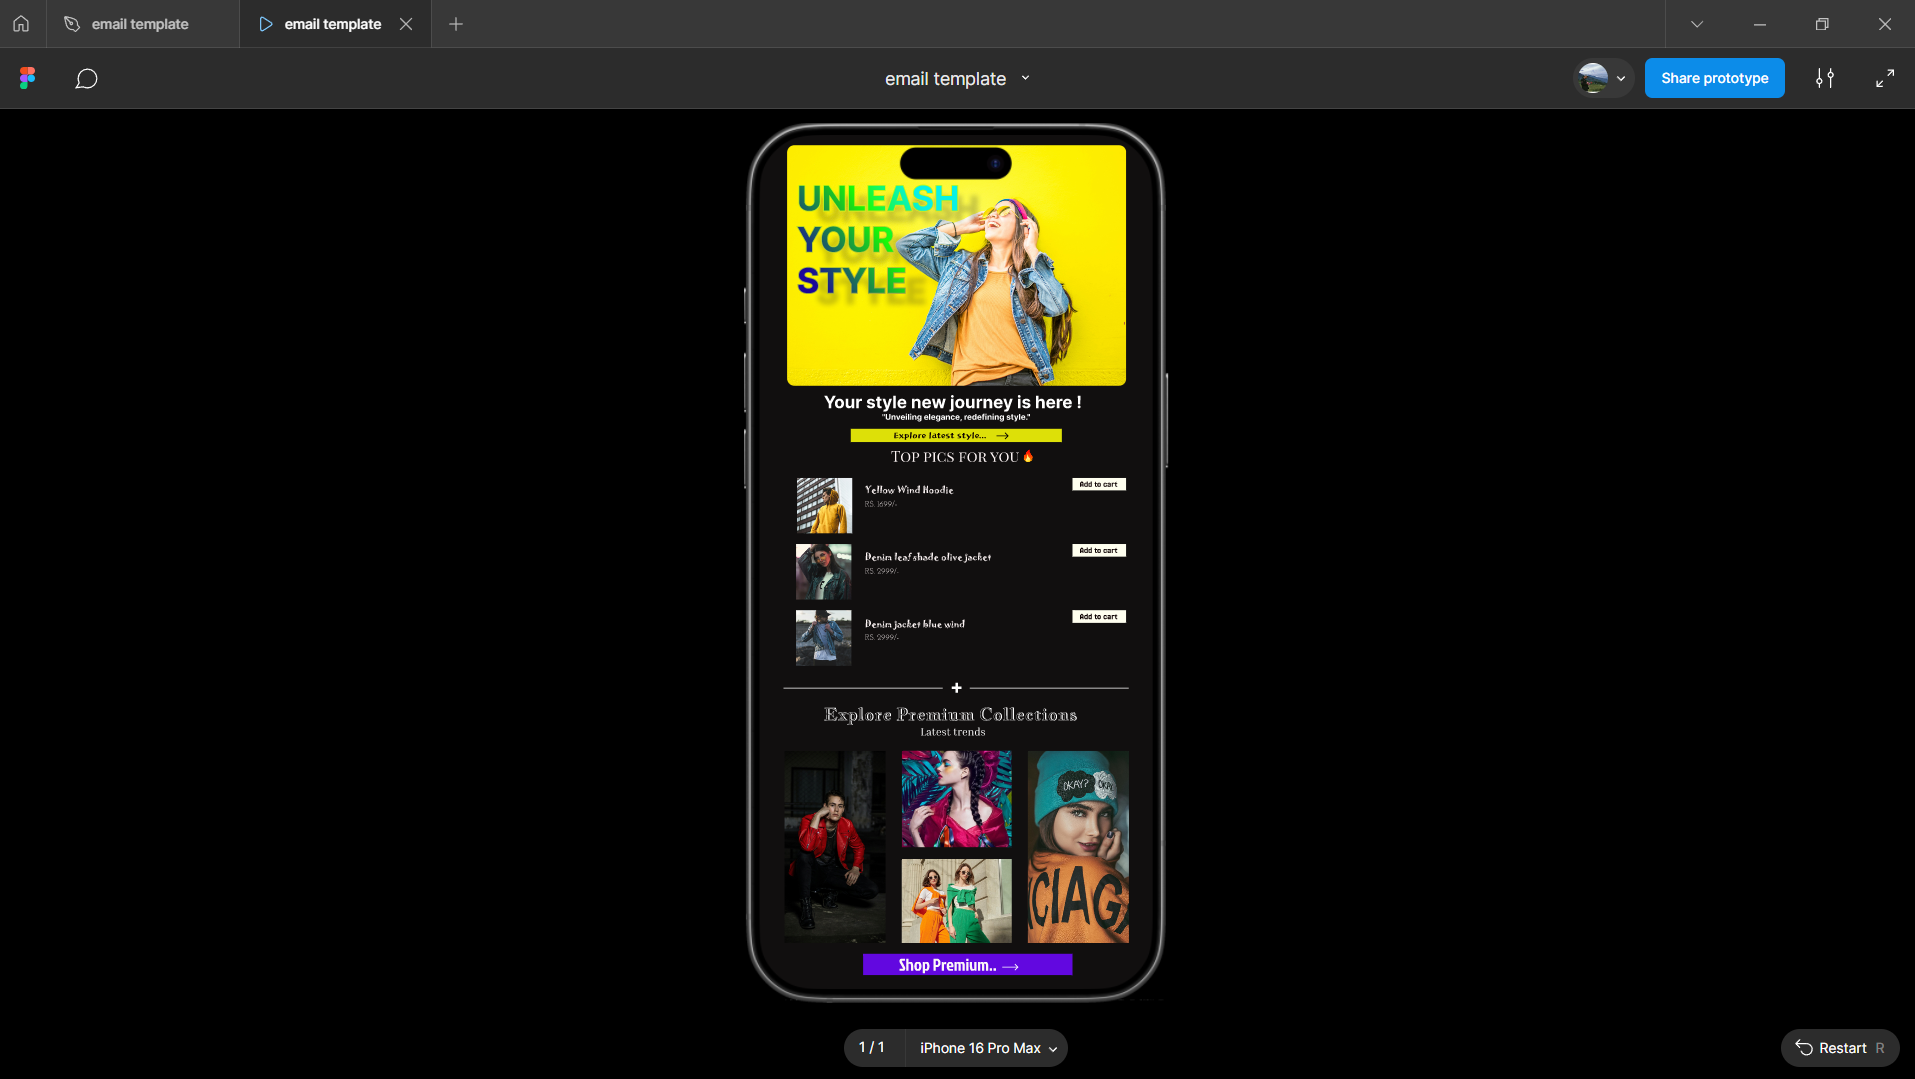 email template
email template
email template
Share prototype
UNLEASH
YOUR
STYLE
Your style new journey is here !
"Unveiling elegance, redefining style."
Explore latest style...
TOP PICS FOR YOU🔥
Yellow Wind Hoodie
RS. 1699/-
Add to cart
Denim leaf shade olive jacket
RS. 2999/-
Add to cart
Denim jacket blue wind
RS. 2999/-
Add to cart
Explore Premium Collections
Latest trends
OKAY?
OKAY
CIAGA
Shop Premium..
1 / 1
iPhone 16 Pro Max
Restart R